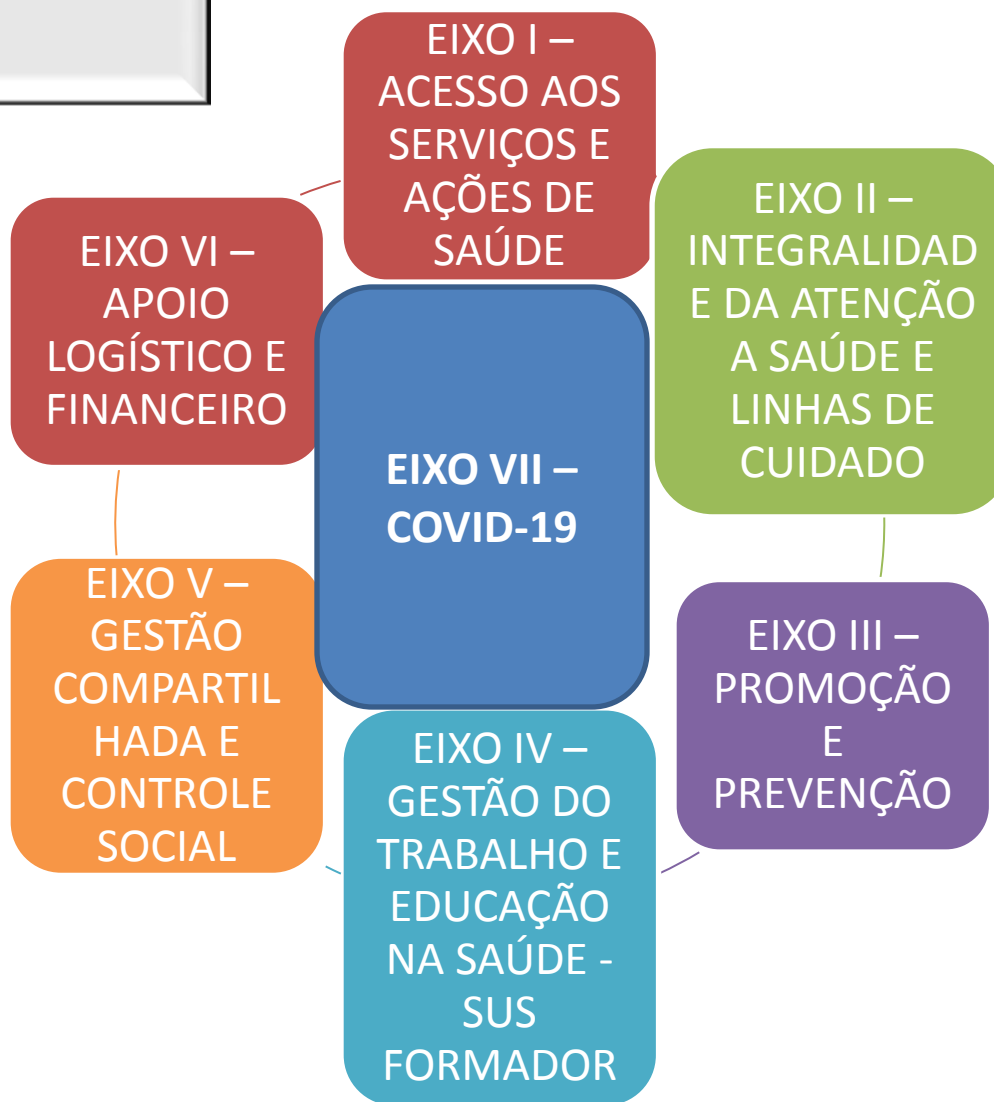 EIXO I –
ACESSO AOS
SERVIÇOS E
AÇÕES DE
SAÚDE
EIXO II –
INTEGRALIDAD
E DA ATENÇÃO
A SAÚDE E
LINHAS DE
CUIDADO
EIXO III –
PROMOÇÃO
E
PREVENÇÃO
EIXO IV –
GESTÃO DO
TRABALHO E
EDUCAÇÃO
NA SAÚDE -
SUS
FORMADOR
EIXO V –
GESTÃO
COMPARTIL
HADA E
CONTROLE
SOCIAL
EIXO VI –
APOIO
LOGÍSTICO E
FINANCEIRO
EIXO VII –
COVID-19